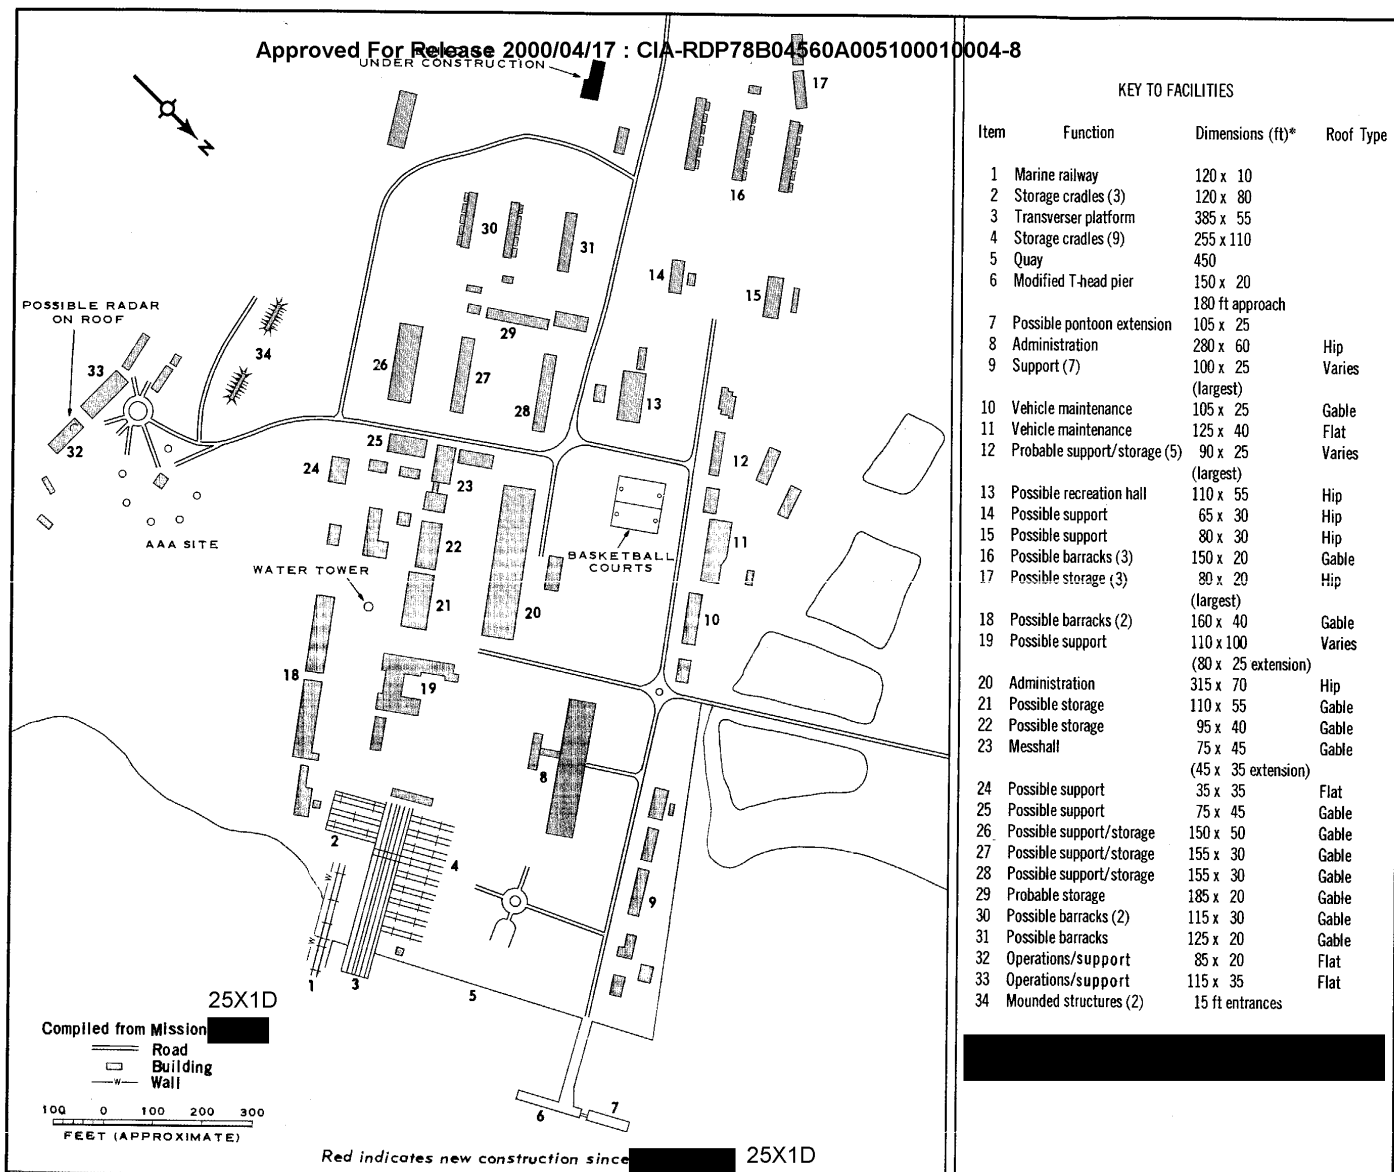 Approved For Release 2000/04/17 : CIA-RDP78B04560A005100010004-8
UNDER CONSTRUCTION
N
17
16
30
31
14
15
POSSIBLE RADAR
ON ROOF
29
34
26
33
27
28
13
25
32
24
12
23
AAA SITE
22
BASKETBALL
COURTS
11
WATER TOWER
21
20
10
18
19
8
2
4
9
1
3
5
6
7
25X1D
Compiled from Mission
Road
Building
W Wall
W
W
100 0 100 200 300
FEET (APPROXIMATE)
Red indicates new construction since
25X1D
KEY TO FACILITIES
Item Function Dimensions (ft)* Roof Type
1 Marine railway 120 x 10
2 Storage cradles (3) 120 x 80
3 Transverser platform 385 x 55
4 Storage cradles (9) 255 x 110
5 Quay 450
6 Modified T-head pier 150 x 20
180 ft approach
7 Possible pontoon extension 105 x 25
8 Administration 280 x 60 Hip
9 Support (7) 100 x 25 Varies
(largest)
10 Vehicle maintenance 105 x 25 Gable
11 Vehicle maintenance 125 x 40 Flat
12 Probable support/storage (5) 90 x 25 Varies
(largest)
13 Possible recreation hall 110 x 55 Hip
14 Possible support 65 x 30 Hip
15 Possible support 80 x 30 Hip
16 Possible barracks (3) 150 x 20 Gable
17 Possible storage (3) 80 x 20 Hip
(largest)
18 Possible barracks (2) 160 x 40 Gable
19 Possible support 110 x 100 Varies
(80 x 25 extension)
20 Administration 315 x 70 Hip
21 Possible storage 110 x 55 Gable
22 Possible storage 95 x 40 Gable
23 Messhall 75 x 45 Gable
(45 x 35 extension)
24 Possible support 35 x 35 Flat
25 Possible support 75 x 45 Gable
26 Possible support/storage 150 x 50 Gable
27 Possible support/storage 155 x 30 Gable
28 Possible support/storage 155 x 30 Gable
29 Probable storage 185 x 20 Gable
30 Possible barracks (2) 115 x 30 Gable
31 Possible barracks 125 x 20 Gable
32 Operations/support 85 x 20 Flat
33 Operations/support 115 x 35 Flat
34 Mounded structures (2) 15 ft entrances